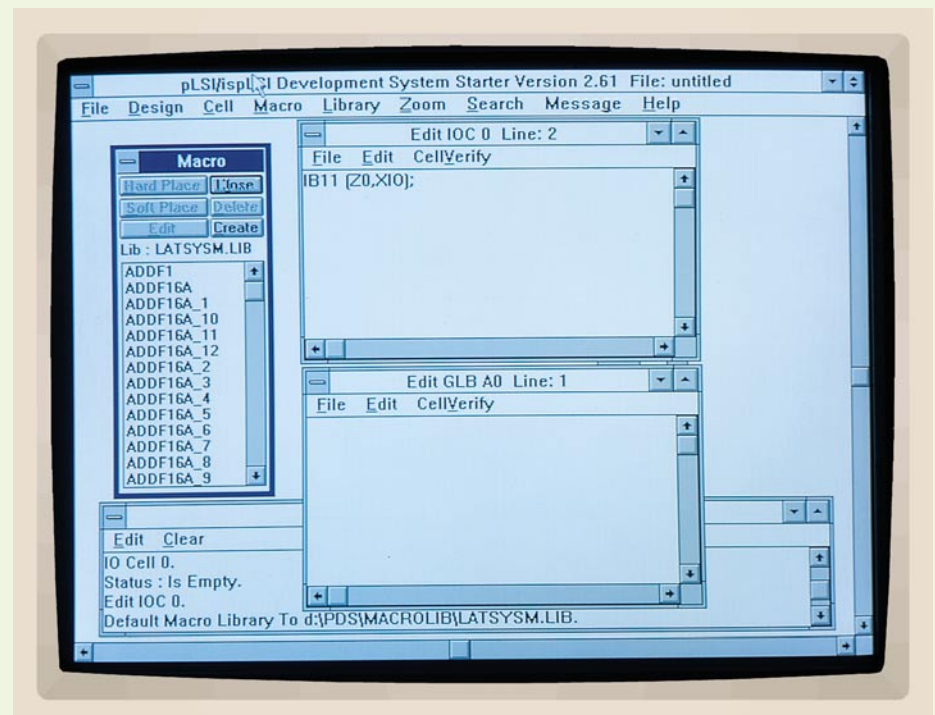 pLSI/ispLSI Development System Starter Version 2.61 File: untitled
File Design Cell Macro Library Zoom Search Message Help
Macro
Hard Place Close
Soft Place Delete
Edit Create
Lib : LATSYSM.LIB
ADDF1
ADDF16A
ADDF16A_1
ADDF16A_10
ADDF16A_11
ADDF16A_12
ADDF16A_2
ADDF16A_3
ADDF16A_4
ADDF16A_5
ADDF16A_6
ADDF16A_7
ADDF16A_8
ADDF16A_9
Edit IOC 0 Line: 2
File Edit CellVerify
IB11 (Z0,XIO);
Edit GLB A0 Line: 1
File Edit CellVerify
Edit Clear
IO Cell 0.
Status : Is Empty.
Edit IOC 0.
Default Macro Library To d:\PDS\MACROLIB\LATSYSM.LIB.